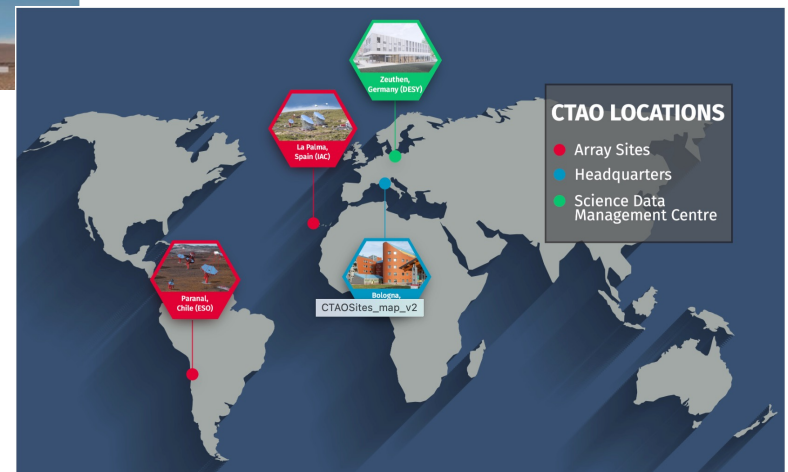 Zeuthen,
Germany (DESY)
La Palma,
Spain (IAC)
CTAO LOCATIONS
Array Sites
Headquarters
Science Data
Management Centre
Paranal,
Chile (ESO)
Bologna,
CTAOSites_map_v2